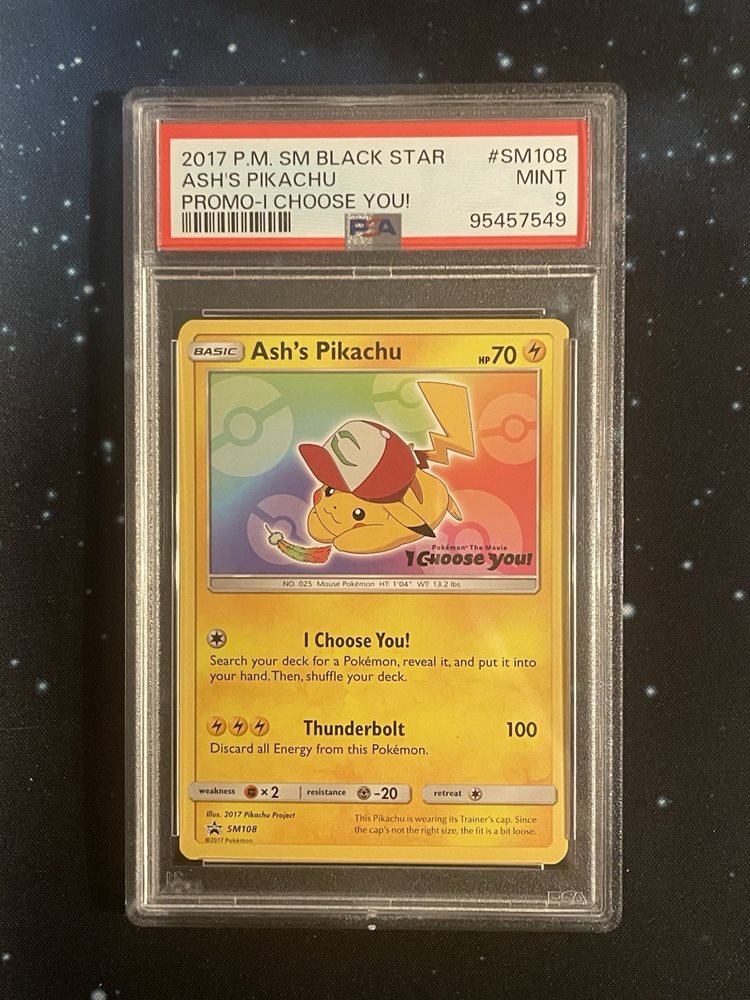 2017 P.M. SM BLACK STAR #SM108
ASH'S PIKACHU MINT
PROMO-I CHOOSE YOU! 9
PSA 95457549
BASIC Ash's Pikachu HP 70
Pokémon The Movie
I Choose You!
NO. 025 Mouse Pokémon HT: 1'04" WT: 13.2 lbs.
I Choose You!
Search your deck for a Pokémon, reveal it, and put it into
your hand. Then, shuffle your deck.
Thunderbolt 100
Discard all Energy from this Pokémon.
weakness ×2 resistance -20 retreat
Illus. 2017 Pikachu Project
SM108
©2017 Pokémon
This Pikachu is wearing its Trainer's cap. Since
the cap's not the right size, the fit is a bit loose.
PSA